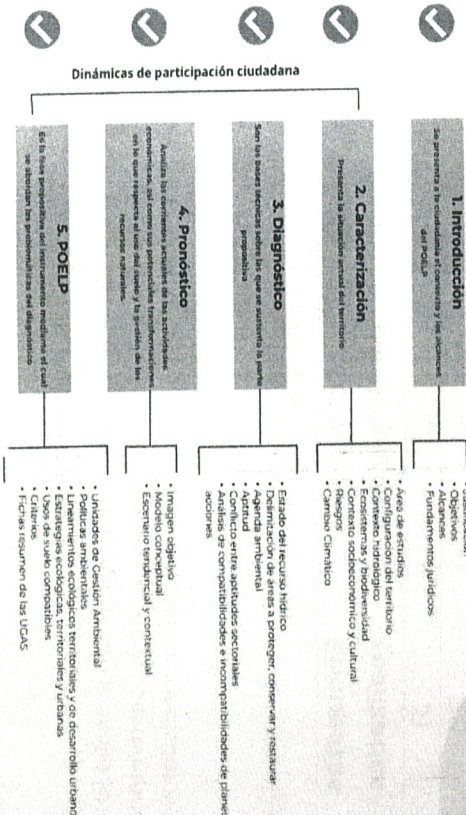 Dinámicas de participación ciudadana
1. Introducción
Se presenta a la ciudadanía el contexto y los alcances
del POELP
• Objetivos
• Alcances
• Fundamentos jurídicos
2. Caracterización
Presenta la situación actual del territorio
• Área de estudios
• Configuración del territorio
• Contexto hidrológico
• Ecosistemas y biodiversidad
• Contexto socioeconómico y cultural
• Riesgos
• Cambio Climático
3. Diagnóstico
Son las bases técnicas sobre las que se sustenta la parte
propositiva
• Estado del recurso hídrico
• Delimitación de áreas a proteger, conservar y restaurar
• Agenda ambiental
• Aptitud
• Conflicto entre aptitudes sectoriales
• Análisis de compatibilidades e incompatibilidades de planes
acciones
4. Pronóstico
Analiza las corrientes actuales de las actividades
económicas, así como sus potenciales transformaciones
en lo que respecta al uso del suelo y la gestión de los
recursos naturales.
• Imagen objetivo
• Modelo conceptual
• Escenario tendencial y contextual
5. POELP
Es la fase propositiva del instrumento mediante el cual
se abordan las problemáticas del diagnóstico
• Unidades de Gestión Ambiental
• Políticas ambientales
• Lineamientos ecológicos territoriales y de desarrollo urbano
• Estrategias ecológicas, territoriales y urbanas
• Usos de suelo compatibles
• Criterios
• Fichas resumen de las UGAS